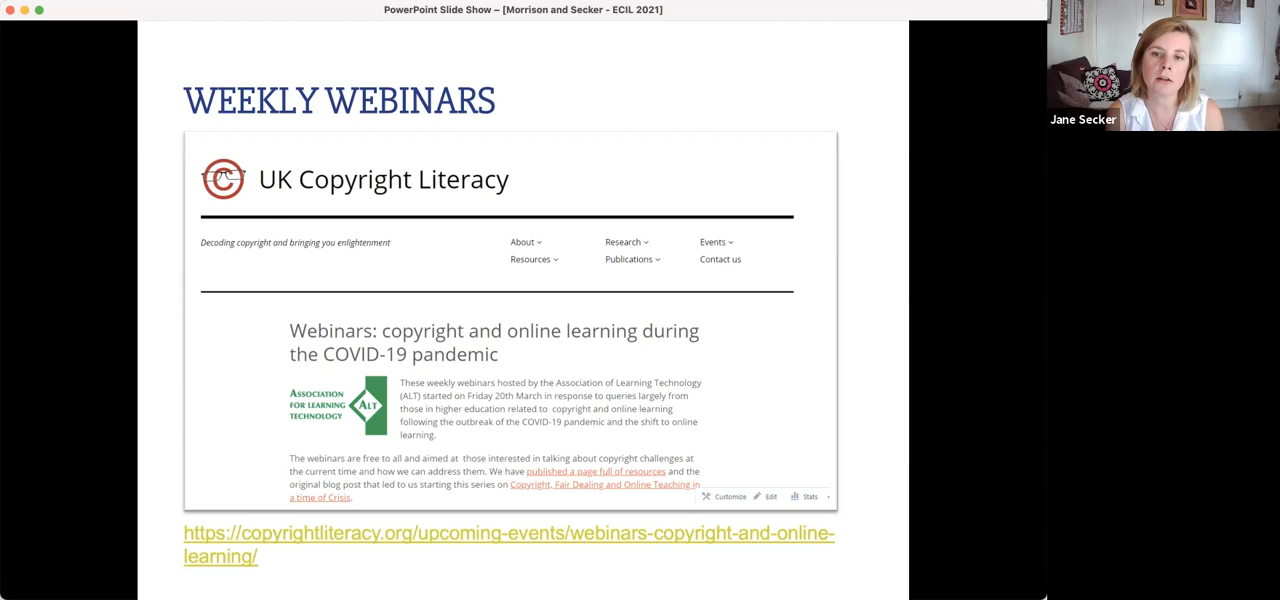 PowerPoint Slide Show – [Morrison and Secker - ECIL 2021]
WEEKLY WEBINARS
C
UK Copyright Literacy
Decoding copyright and bringing you enlightenment
About Research Events
Resources Publications Contact us
Webinars: copyright and online learning during
the COVID-19 pandemic
ASSOCIATION
FOR LEARNING
TECHNOLOGY
ALT
These weekly webinars hosted by the Association of Learning Technology
(ALT) started on Friday 20th March in response to queries largely from
those in higher education related to copyright and online learning
following the outbreak of the COVID-19 pandemic and the shift to online
learning.
The webinars are free to all and aimed at those interested in talking about copyright challenges at
the current time and how we can address them. We have published a page full of resources and the
original blog post that led to us starting this series on Copyright, Fair Dealing and Online Teaching in
a time of Crisis.
Customize Edit Stats
https://copyrightliteracy.org/upcoming-events/webinars-copyright-and-online-
learning/
Jane Secker